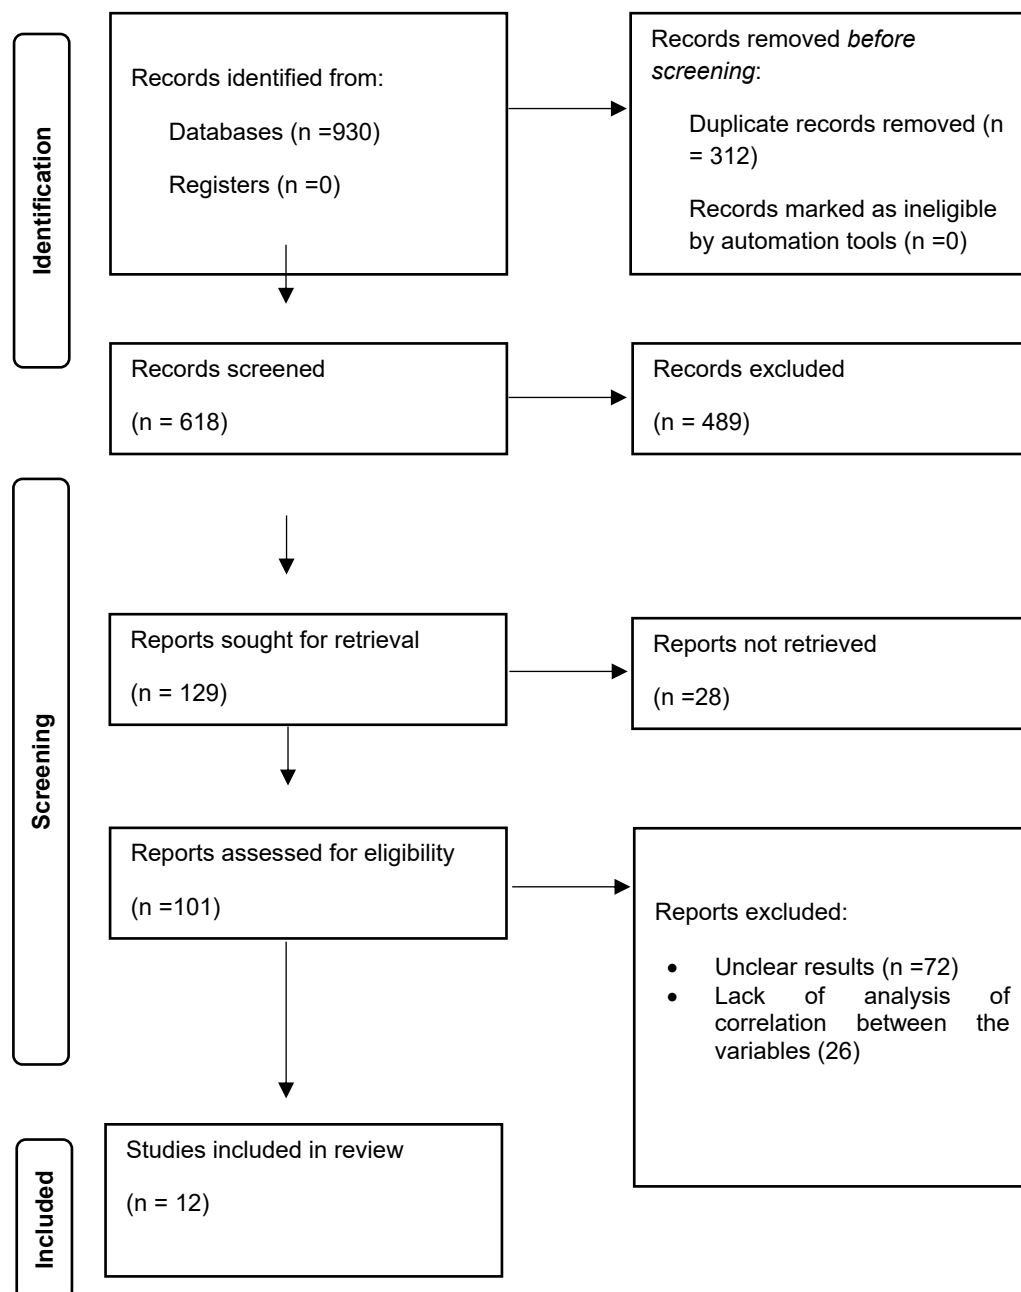 Identification
Records identified from:
Databases (n =930)
Registers (n =0)
Records removed before
screening:
Duplicate records removed (n
= 312)
Records marked as ineligible
by automation tools (n =0)
Records screened
(n = 618)
Records excluded
(n = 489)
Screening
Reports sought for retrieval
(n = 129)
Reports not retrieved
(n =28)
Reports assessed for eligibility
(n =101)
Reports excluded:
• Unclear results (n =72)
• Lack of analysis of
correlation between the
variables (26)
Included
Studies included in review
(n = 12)